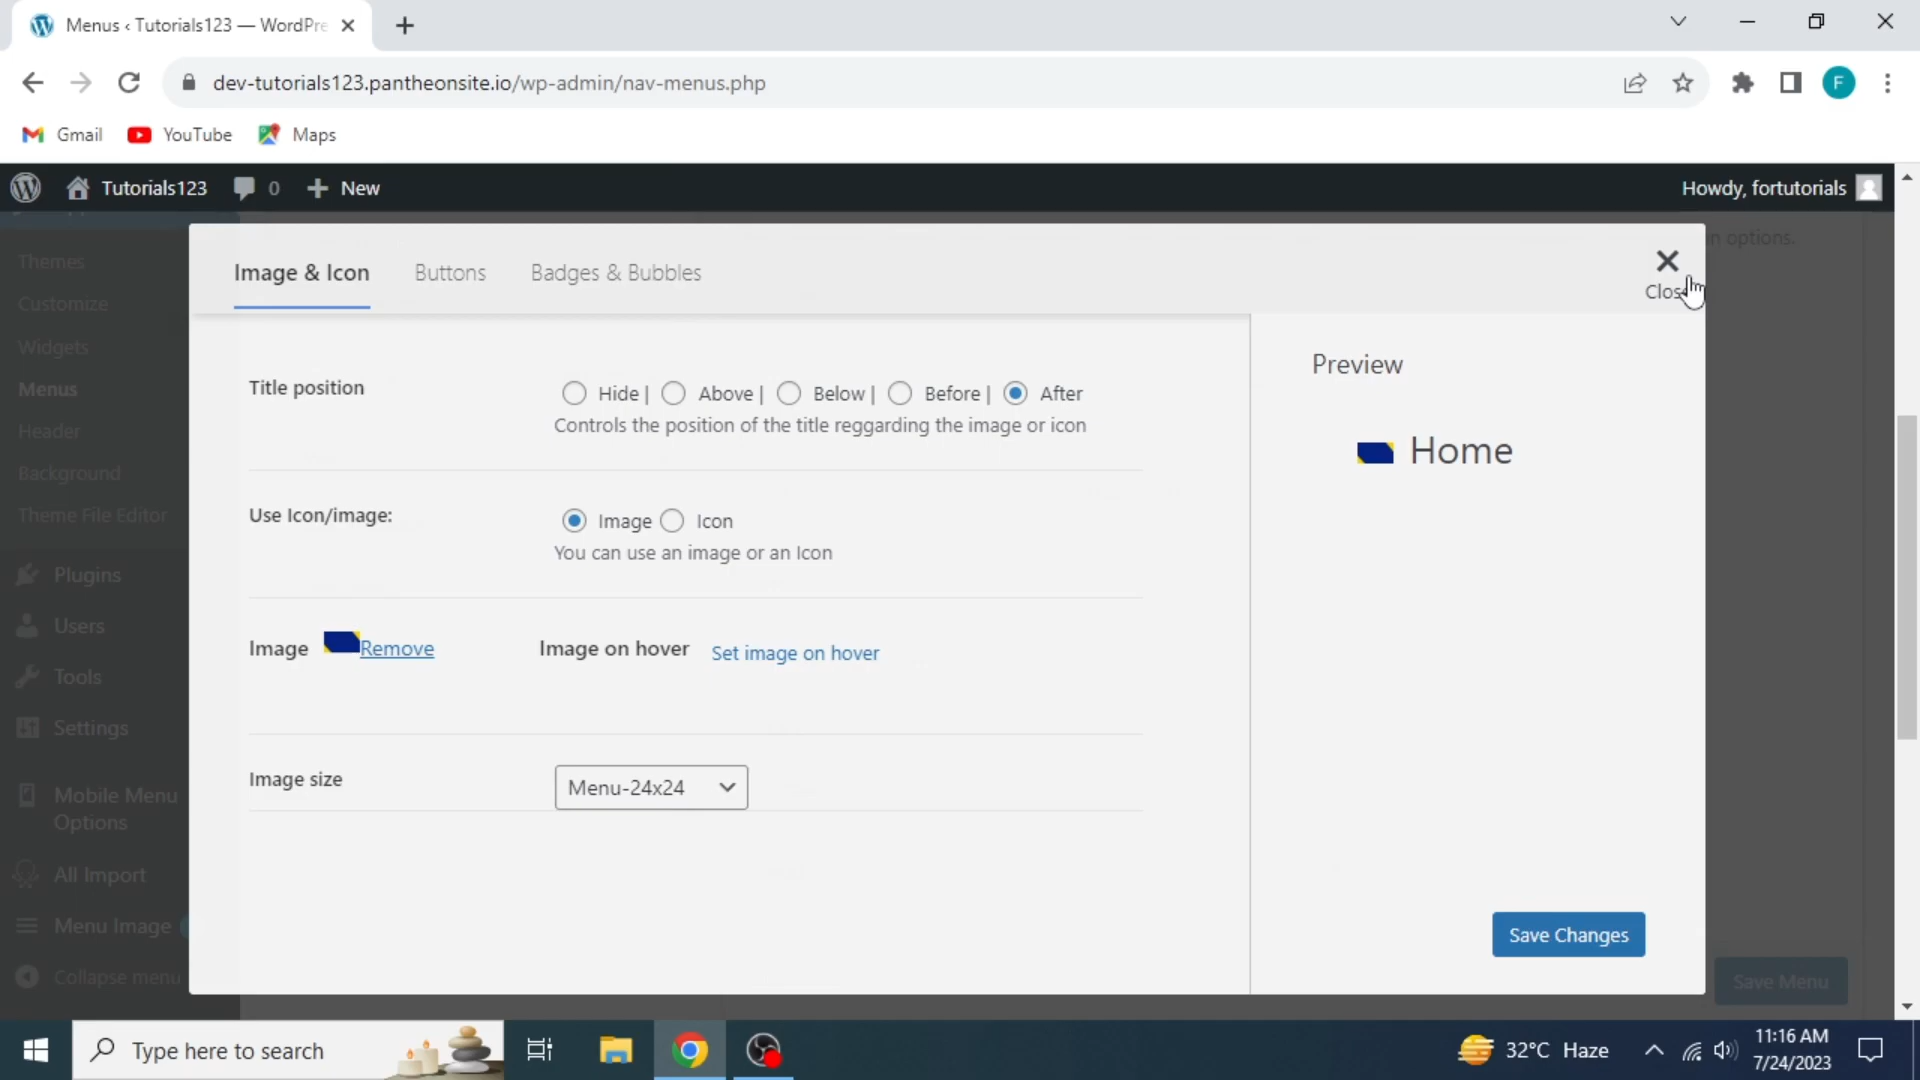 Menus ‹ Tutorials123 — WordPre
dev-tutorials123.pantheonsite.io/wp-admin/nav-menus.php
F
Gmail YouTube Maps
Tutorials123 0 New Howdy, fortutorials
n options.
Image & Icon Buttons Badges & Bubbles
Close
Themes
Customize
Widgets
Menus
Header
Background
Theme File Editor
Plugins
Users
Tools
Settings
Mobile Menu
Options
All Import
Menu Image
Collapse menu
Title position
Hide | Above | Below | Before | After
Controls the position of the title reggarding the image or icon
Use Icon/image:
Image Icon
You can use an image or an Icon
Image Remove Image on hover Set image on hover
Image size Menu-24x24
Preview
Home
Save Changes
Save Menu
Type here to search
32°C Haze
11:16 AM
7/24/2023